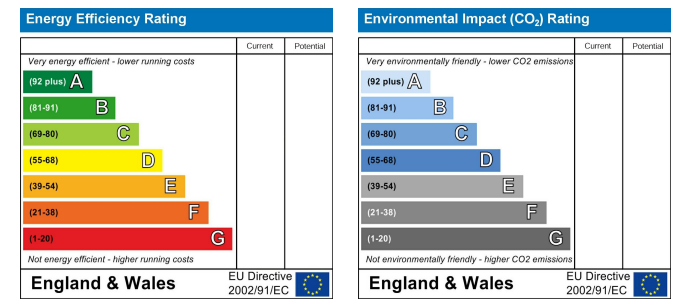 Energy Efficiency Rating
Current Potential
Very energy efficient - lower running costs
(92 plus) A
(81-91) B
(69-80) C
(55-68) D
(39-54) E
(21-38) F
(1-20) G
Not energy efficient - higher running costs
England & Wales
EU Directive
2002/91/EC
Environmental Impact (CO₂) Rating
Current Potential
Very environmentally friendly - lower CO2 emissions
(92 plus) A
(81-91) B
(69-80) C
(55-68) D
(39-54) E
(21-38) F
(1-20) G
Not environmentally friendly - higher CO2 emissions
England & Wales
EU Directive
2002/91/EC